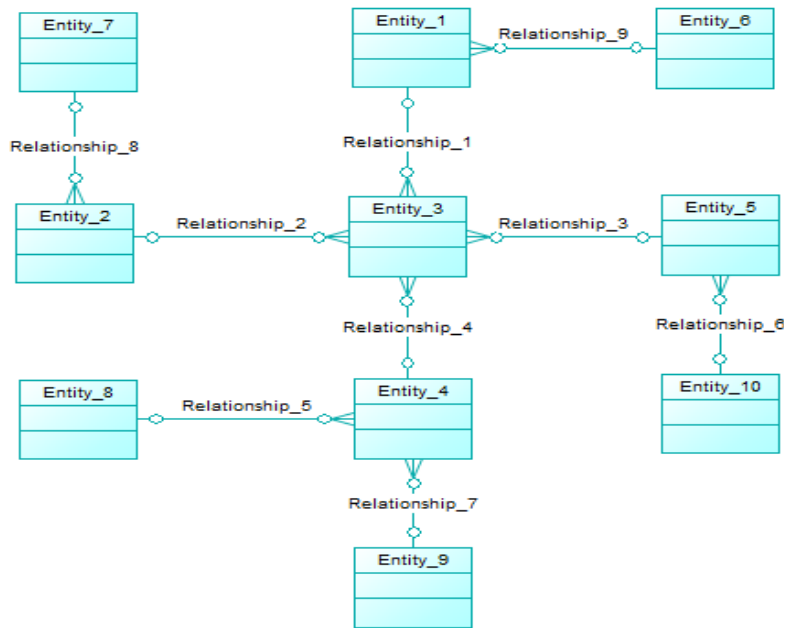 Entity_7
Entity_1
Relationship_9
Entity_6
Relationship_8
Relationship_1
Entity_2
Relationship_2
Entity_3
Relationship_3
Entity_5
Relationship_4
Relationship_6
Entity_8
Relationship_5
Entity_4
Entity_10
Relationship_7
Entity_9